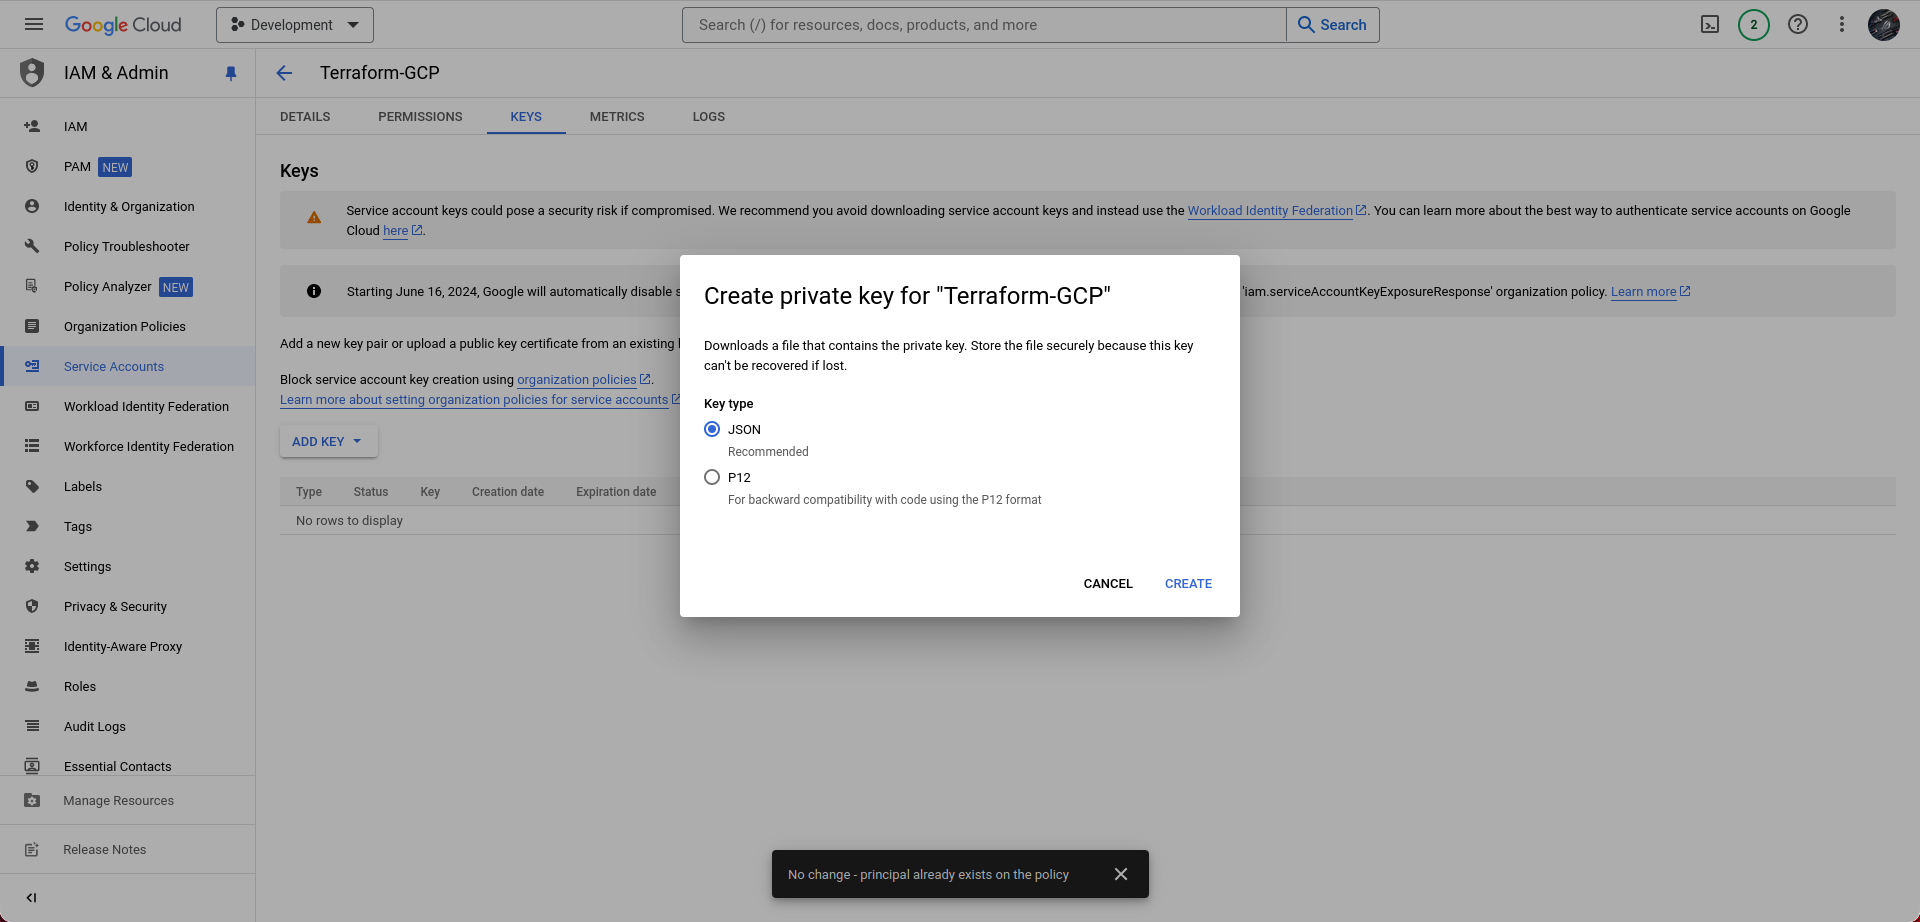 Google Cloud
Development
Search (/) for resources, docs, products, and more
Search
2
IAM & Admin
Terraform-GCP
DETAILS
PERMISSIONS
KEYS
METRICS
LOGS
IAM
PAM NEW
Identity & Organization
Policy Troubleshooter
Policy Analyzer NEW
Organization Policies
Service Accounts
Workload Identity Federation
Workforce Identity Federation
Labels
Tags
Settings
Privacy & Security
Identity-Aware Proxy
Roles
Audit Logs
Essential Contacts
Manage Resources
Release Notes
Keys
Service account keys could pose a security risk if compromised. We recommend you avoid downloading service account keys and instead use the Workload Identity Federation. You can learn more about the best way to authenticate service accounts on Google
Cloud here.
Starting June 16, 2024, Google will automatically disable s
'iam.serviceAccountKeyExposureResponse' organization policy. Learn more
Add a new key pair or upload a public key certificate from an existing
Block service account key creation using organization policies.
Learn more about setting organization policies for service accounts
ADD KEY
Type Status Key Creation date Expiration date
No rows to display
Create private key for "Terraform-GCP"
Downloads a file that contains the private key. Store the file securely because this key
can't be recovered if lost.
Key type
JSON
Recommended
P12
For backward compatibility with code using the P12 format
CANCEL
CREATE
No change - principal already exists on the policy